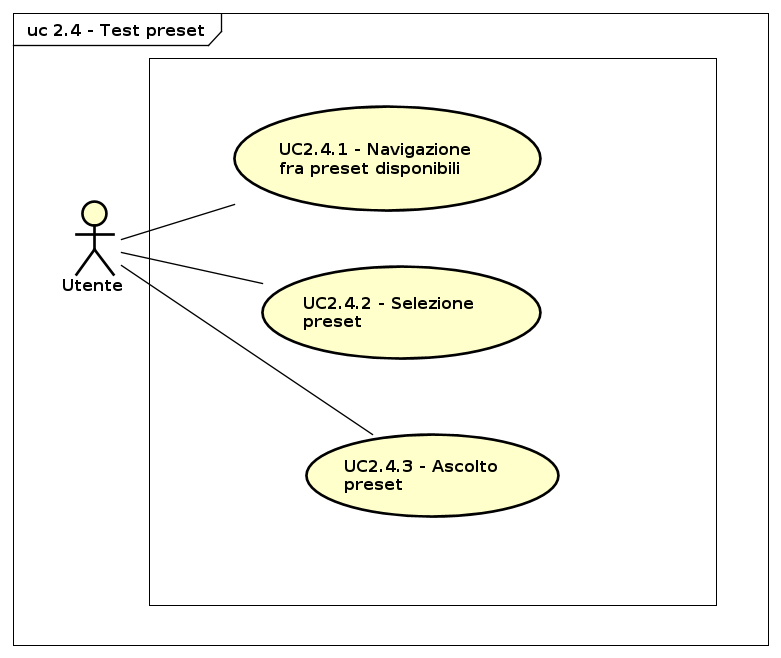 uc 2.4 - Test preset
UC2.4.1 - Navigazione
fra preset disponibili
Utente
UC2.4.2 - Selezione
preset
UC2.4.3 - Ascolto
preset